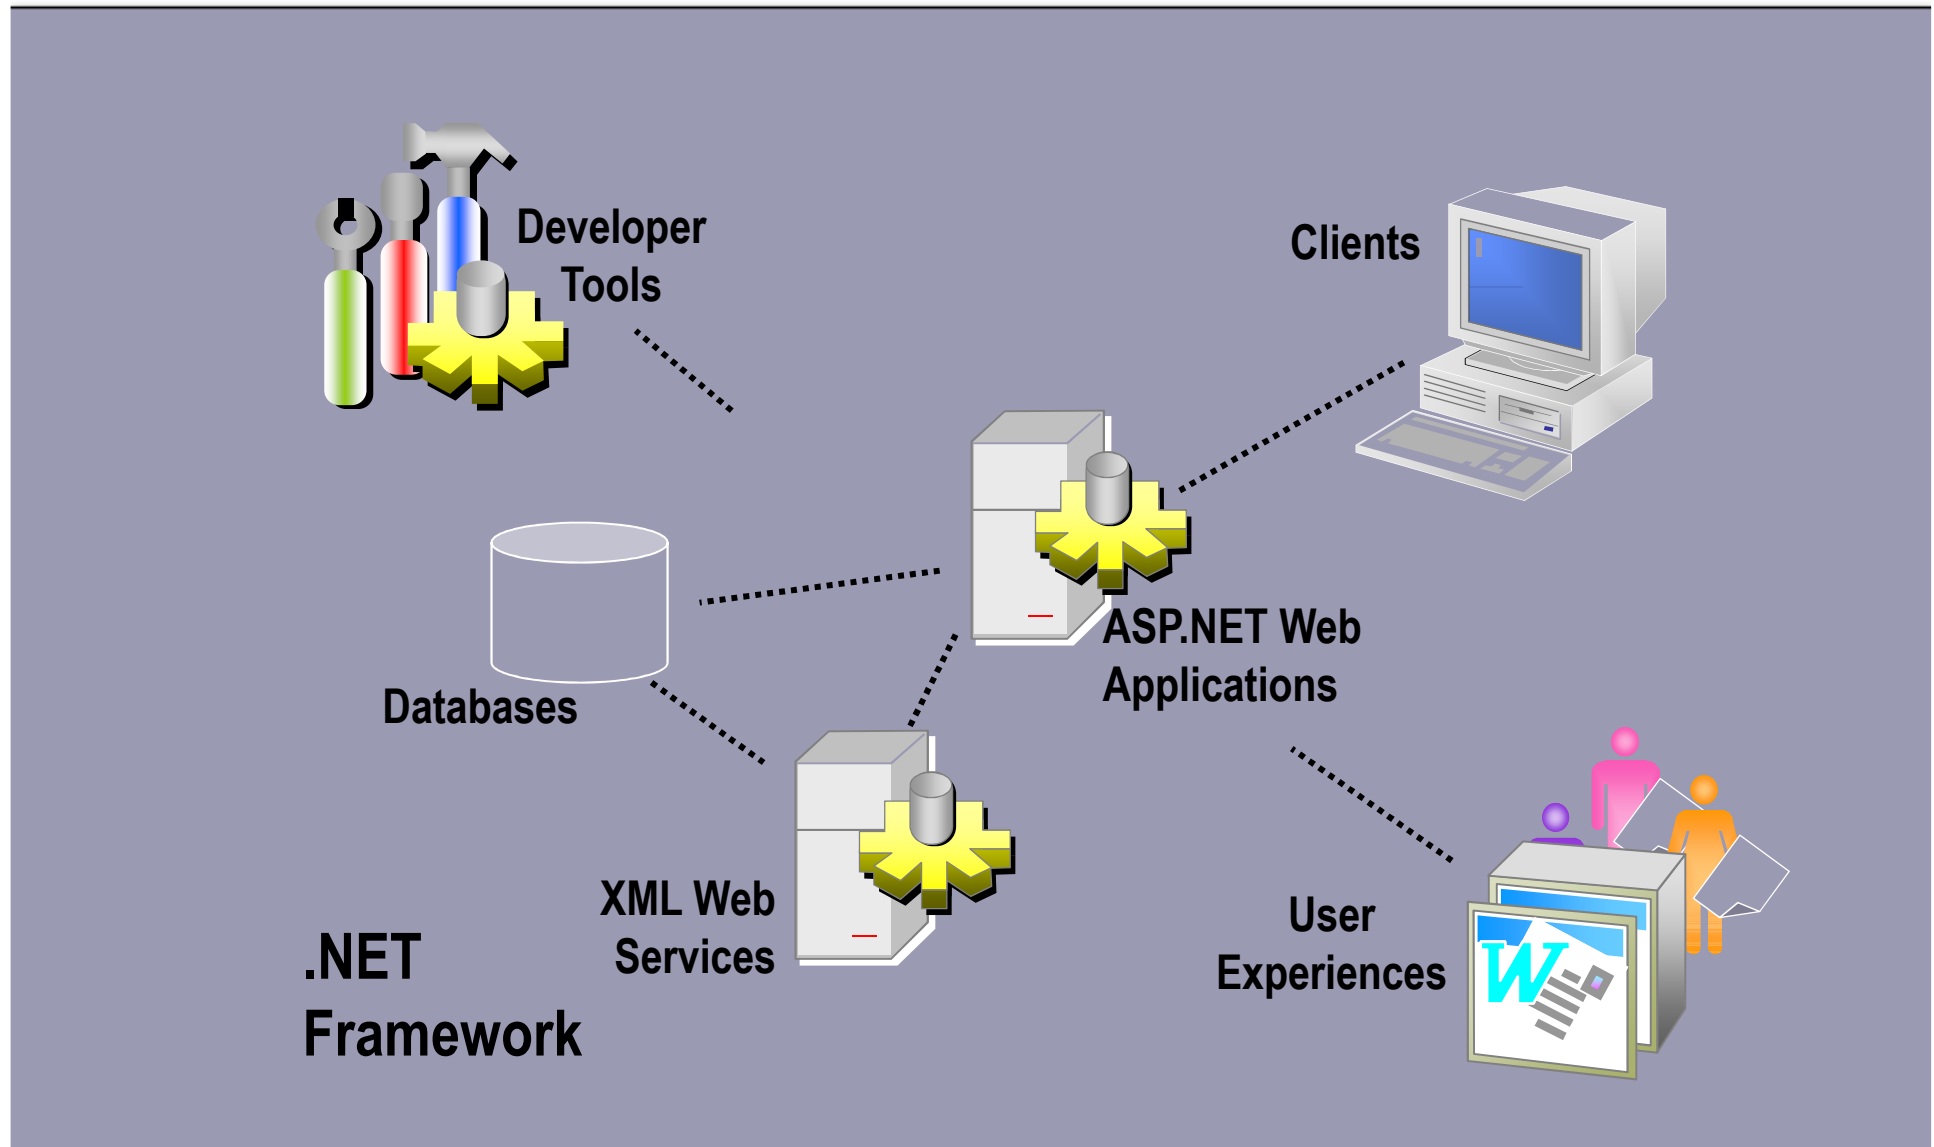 Developer
Tools
Clients
ASP.NET Web
Applications
Databases
XML Web
Services
User
Experiences
W
.NET
Framework